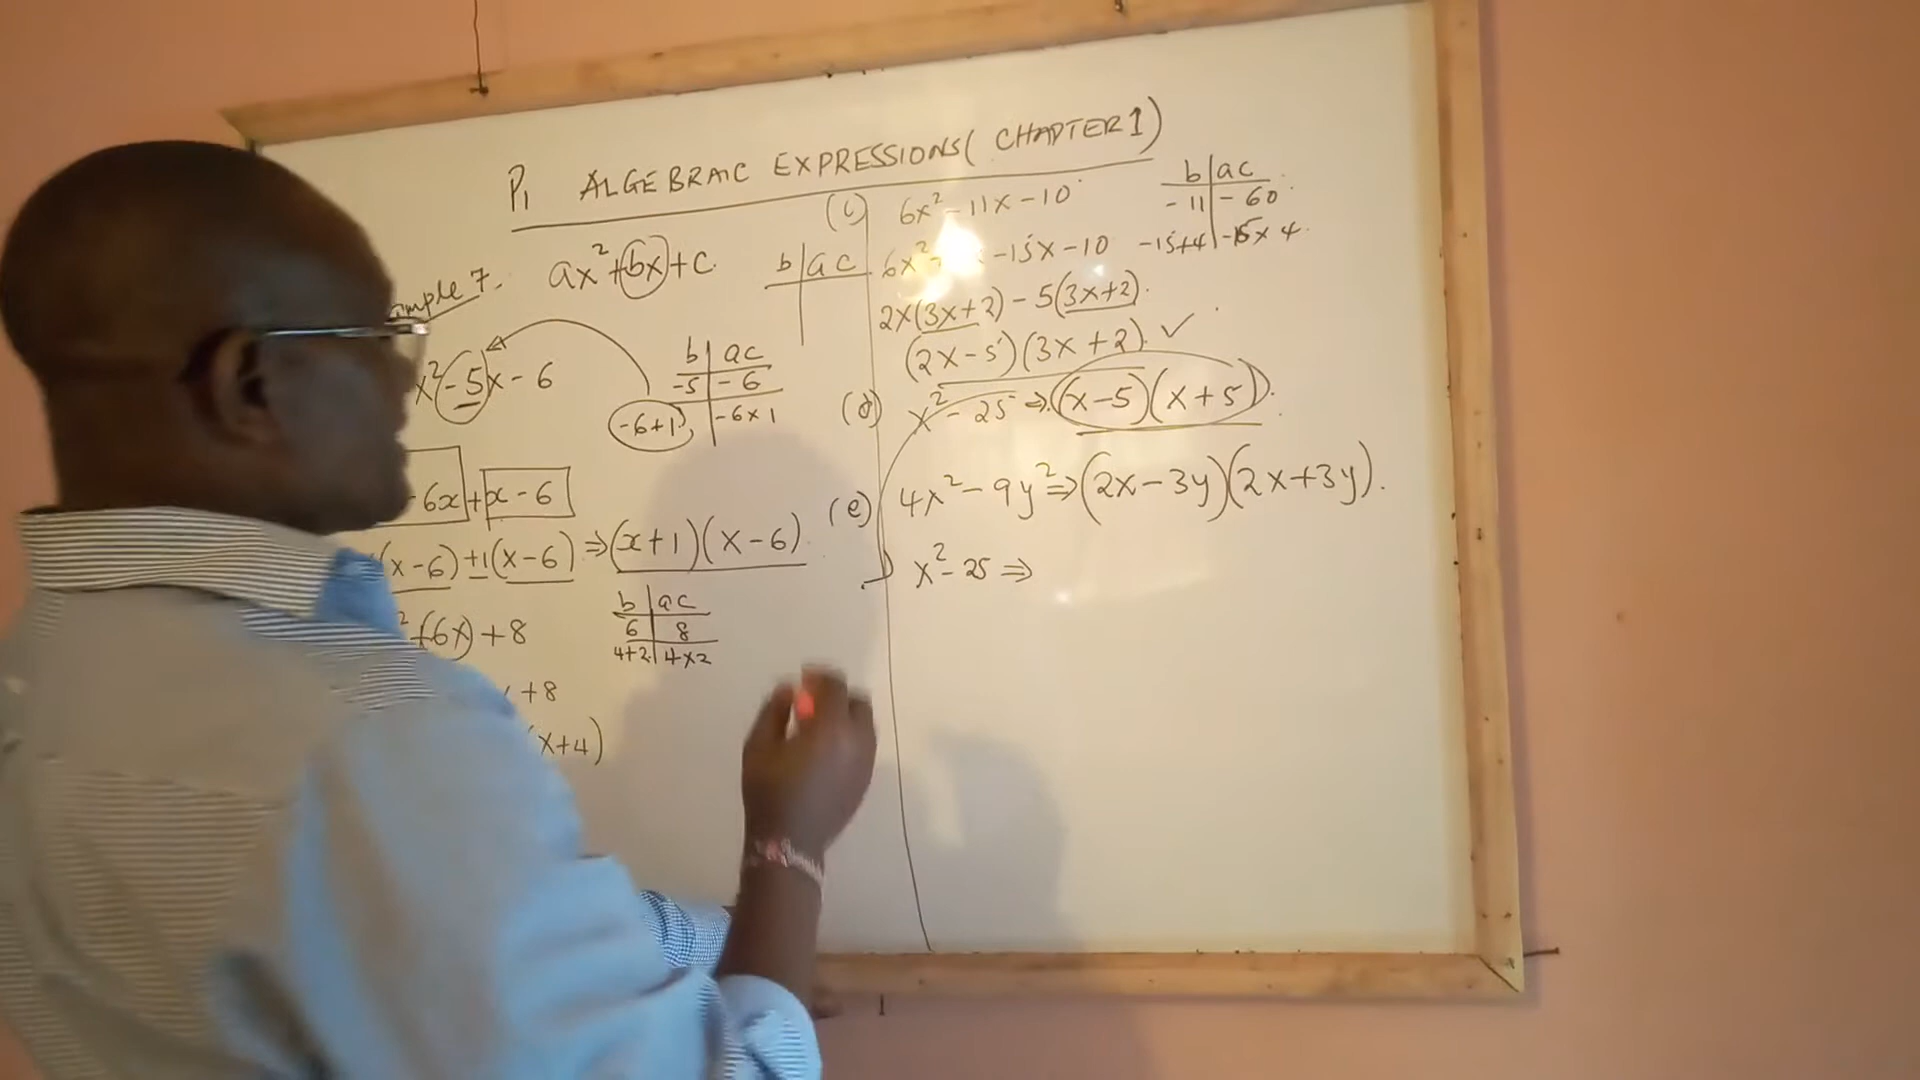 P1 ALGEBRAIC EXPRESSIONS (CHAPTER 1)
ax²+bx+c.
b | ac
x²-5x-6
b | ac
-5 | -6
-6+1 | -6×1
6x + x-6
(x-6)+1(x-6) ⇒ (x+1)(x-6)
b | ac
6 | 8
4+2 | 4×2
²+6x+8
+8
(x+4)
(c) 6x²-11x-10
b | ac
-11 | -60
-15+4 | -15×4
6x² -15x-10
2x(3x+2)-5(3x+2).
(2x-5)(3x+2). ✓
(d) x²-25 ⇒ (x-5)(x+5).
(e) 4x²-9y² ⇒ (2x-3y)(2x+3y).
x²-25 ⇒